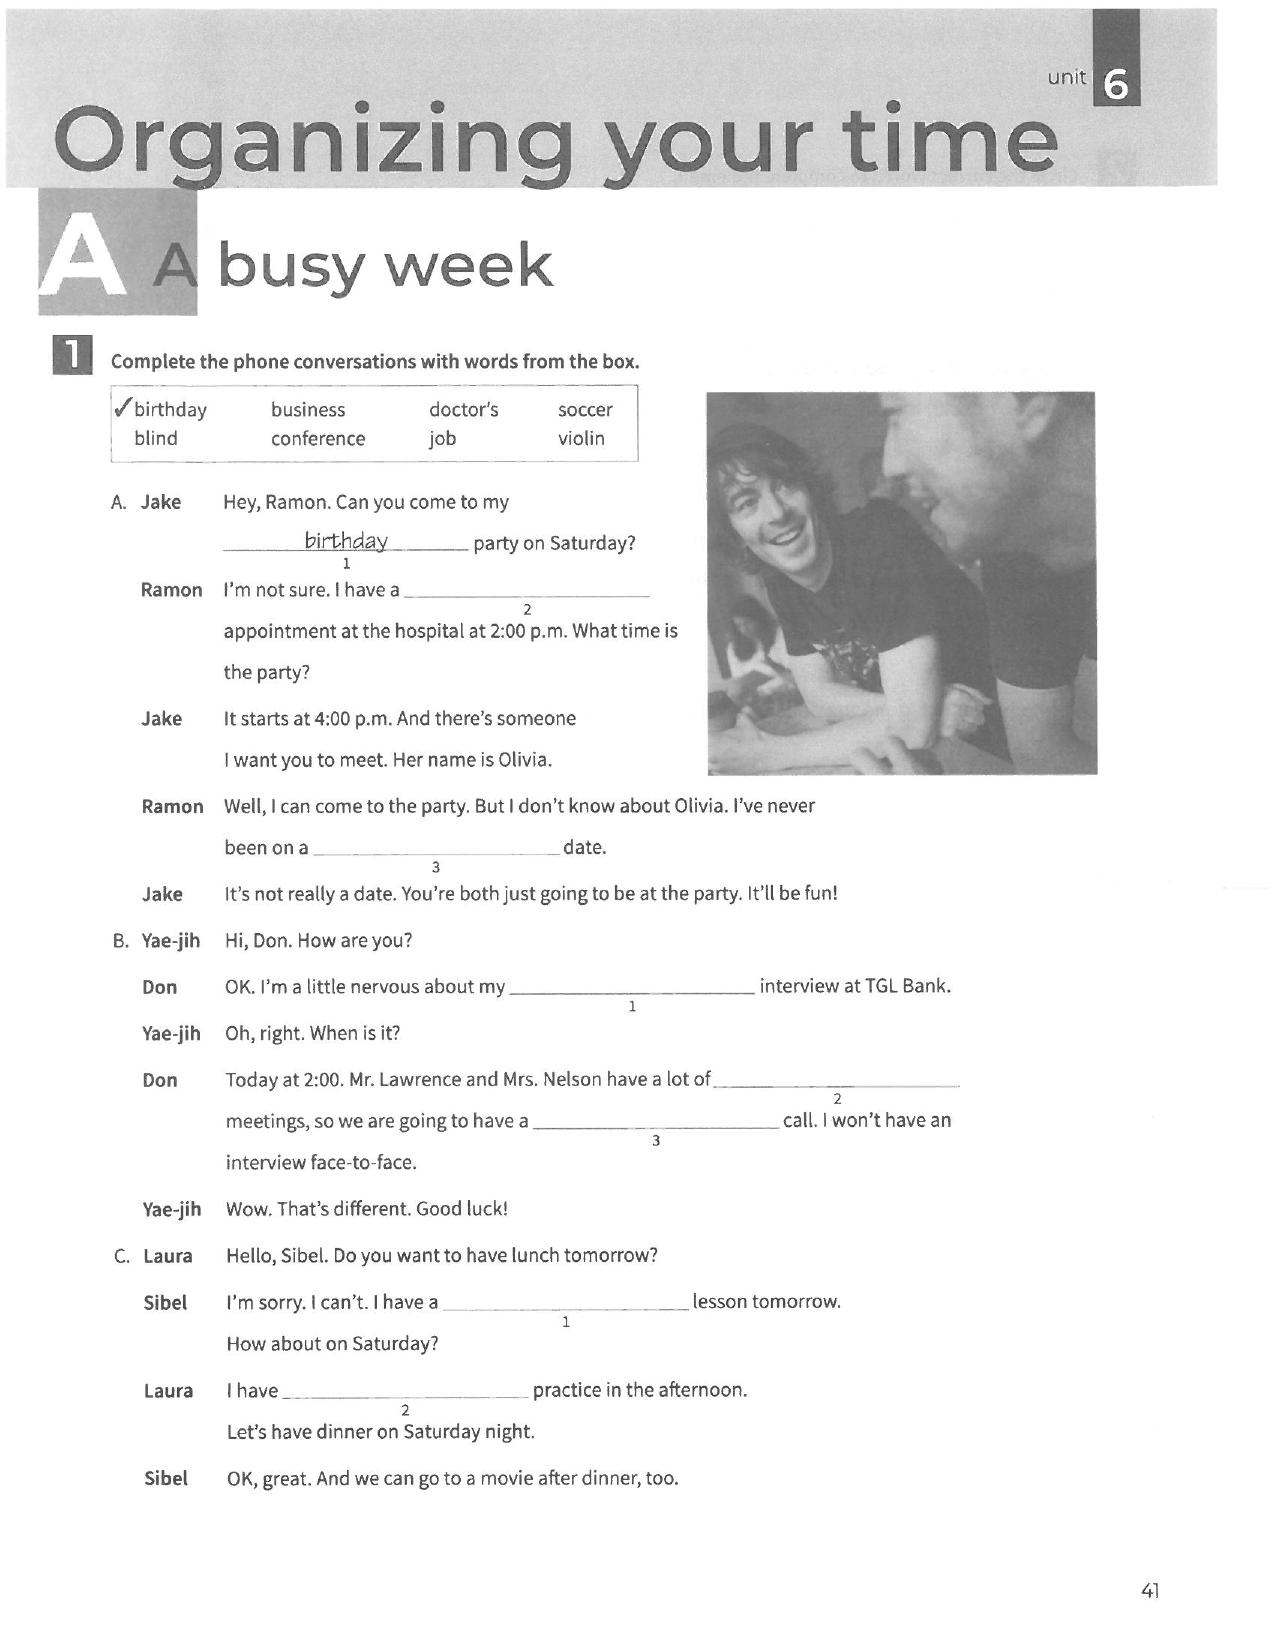 unit 6
Organizing your time
A A busy week
1 Complete the phone conversations with words from the box.
✓birthday business doctor's soccer
blind conference job violin
A. Jake Hey, Ramon. Can you come to my
birthday party on Saturday?
1
Ramon I'm not sure. I have a ____________
2
appointment at the hospital at 2:00 p.m. What time is
the party?
Jake It starts at 4:00 p.m. And there's someone
I want you to meet. Her name is Olivia.
Ramon Well, I can come to the party. But I don't know about Olivia. I've never
been on a ____________ date.
3
Jake It's not really a date. You're both just going to be at the party. It'll be fun!
B. Yae-jih Hi, Don. How are you?
Don OK. I'm a little nervous about my ____________ interview at TGL Bank.
1
Yae-jih Oh, right. When is it?
Don Today at 2:00. Mr. Lawrence and Mrs. Nelson have a lot of ____________
2
meetings, so we are going to have a ____________ call. I won't have an
3
interview face-to-face.
Yae-jih Wow. That's different. Good luck!
C. Laura Hello, Sibel. Do you want to have lunch tomorrow?
Sibel I'm sorry. I can't. I have a ____________ lesson tomorrow.
1
How about on Saturday?
Laura I have ____________ practice in the afternoon.
2
Let's have dinner on Saturday night.
Sibel OK, great. And we can go to a movie after dinner, too.
41